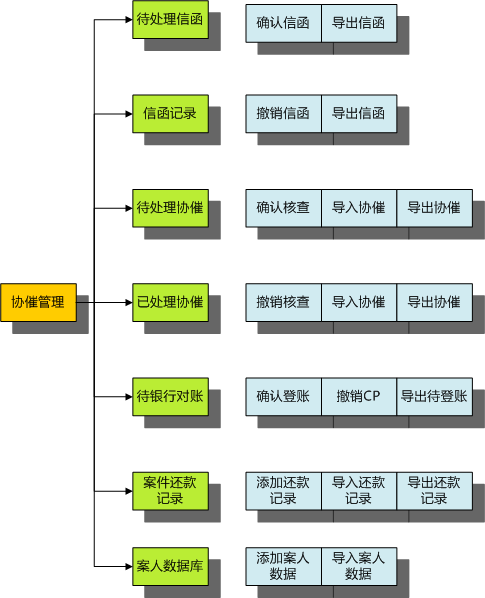 待处理信函
确认信函
导出信函
信函记录
撤销信函
导出信函
待处理协催
确认核查
导入协催
导出协催
协催管理
已处理协催
撤销核查
导入协催
导出协催
待银行对账
确认登账
撤销CP
导出待登账
案件还款
记录
添加还款
记录
导入还款
记录
导出还款
记录
案人数据库
添加案人
数据
导入案人
数据